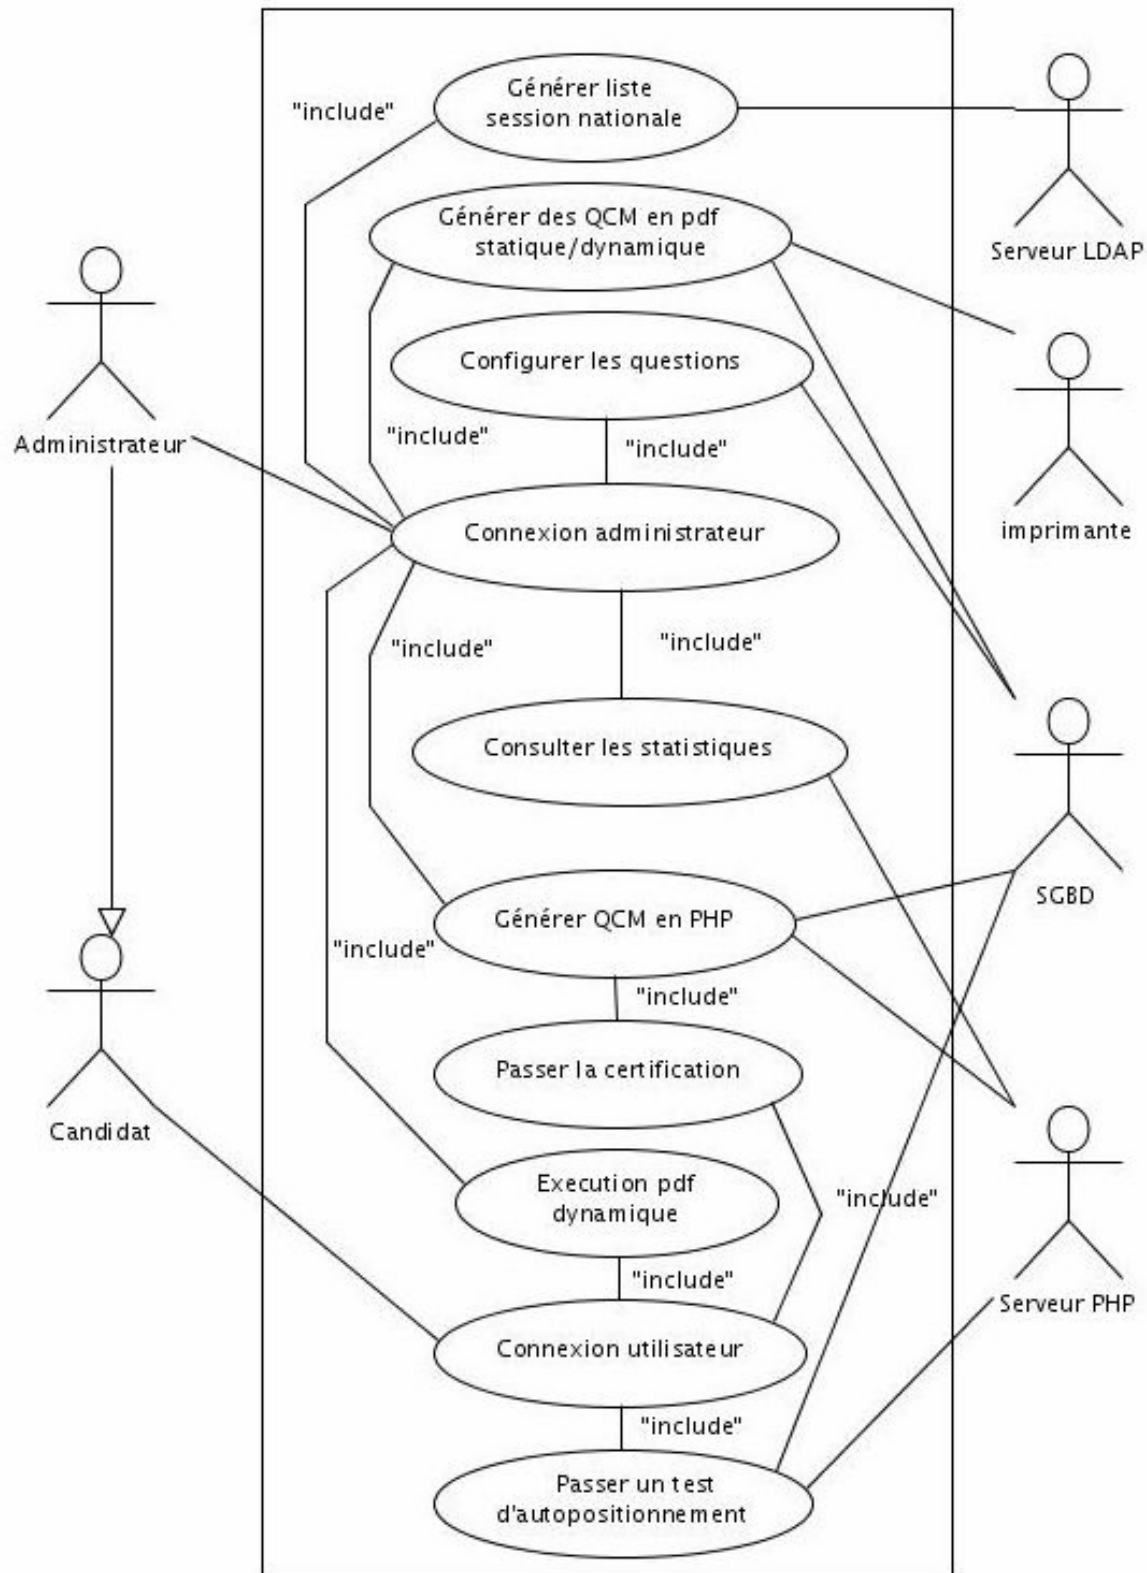 Générer liste
session nationale
"include"
Serveur LDAP
Générer des QCM en pdf
statique/dynamique
Configurer les questions
Administrateur
"include"
"include"
imprimante
Connexion administrateur
"include"
"include"
Consulter les statistiques
SGBD
Générer QCM en PHP
"include"
"include"
Passer la certification
Candidat
Execution pdf
dynamique
"include"
"include"
Serveur PHP
Connexion utilisateur
"include"
Passer un test
d'autopositionnement